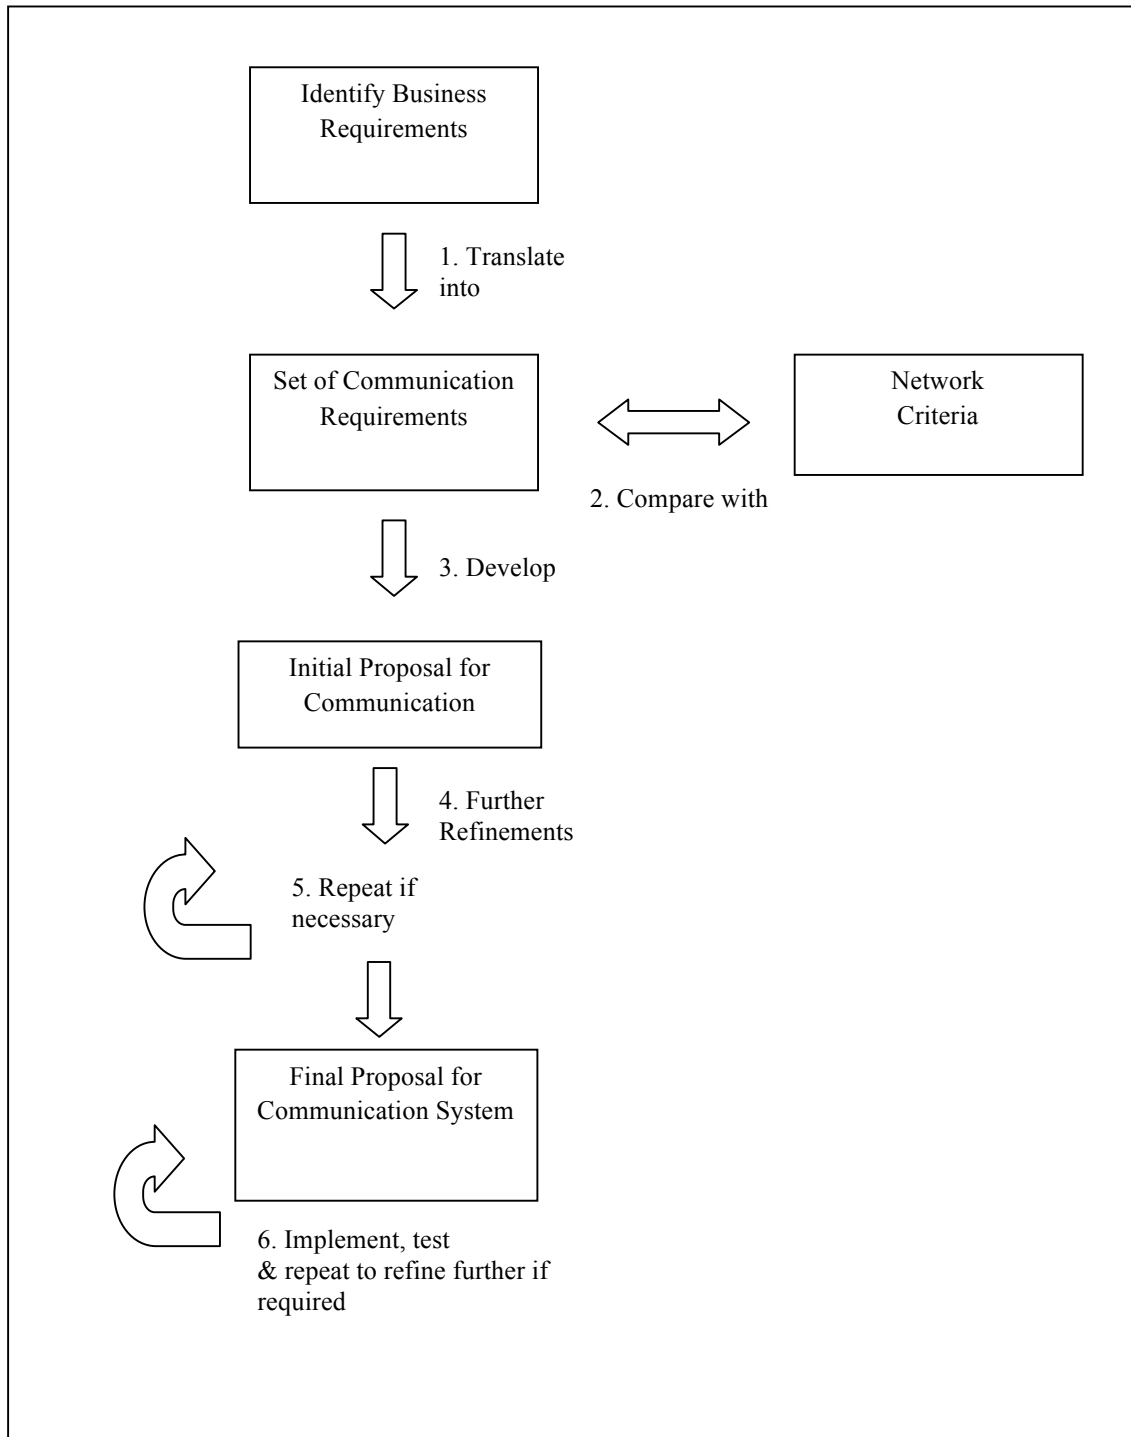 Identify Business
Requirements
1. Translate
into
Set of Communication
Requirements
Network
Criteria
2. Compare with
3. Develop
Initial Proposal for
Communication
4. Further
Refinements
5. Repeat if
necessary
Final Proposal for
Communication System
6. Implement, test
& repeat to refine further if
required